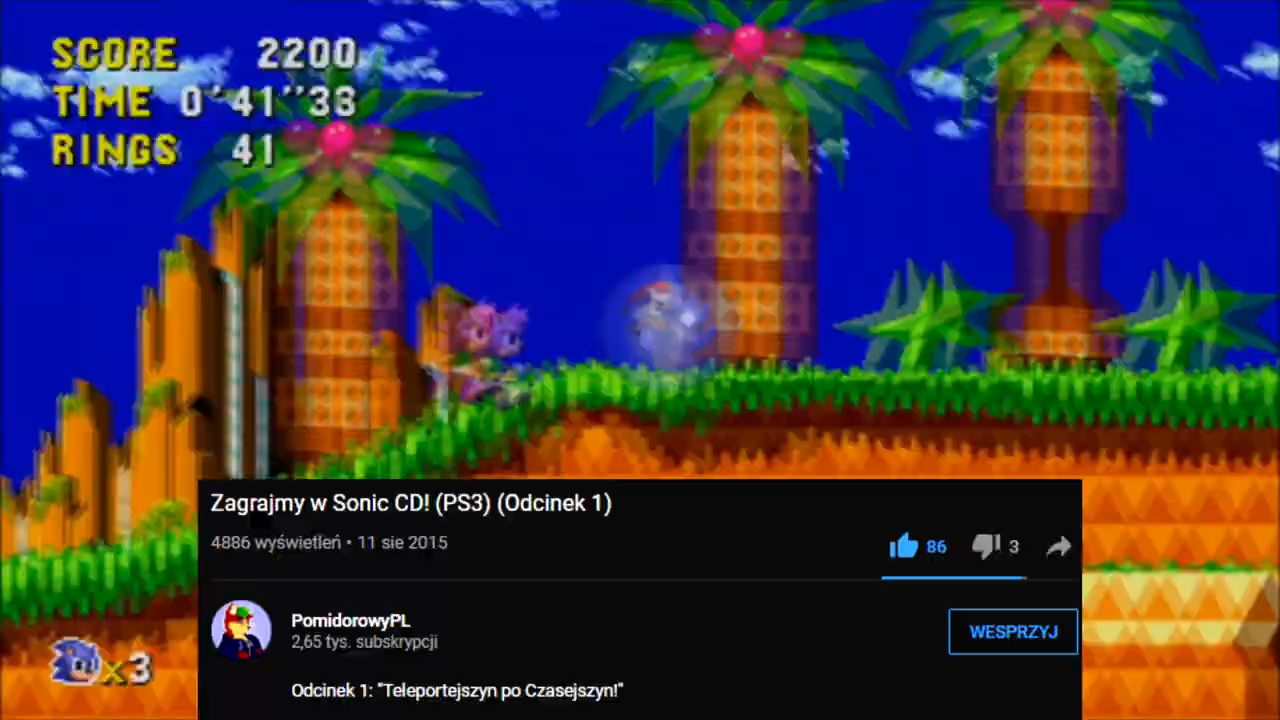 SCORE 2200
TIME 0'41"38
RINGS 41
Zagrajmy w Sonic CD! (PS3) (Odcinek 1)
4886 wyświetleń • 11 sie 2015
86 3
PomidorowyPL
2,65 tys. subskrypcji
WESPRZYJ
×3
Odcinek 1: "Teleportejszyn po Czasejszyn!"